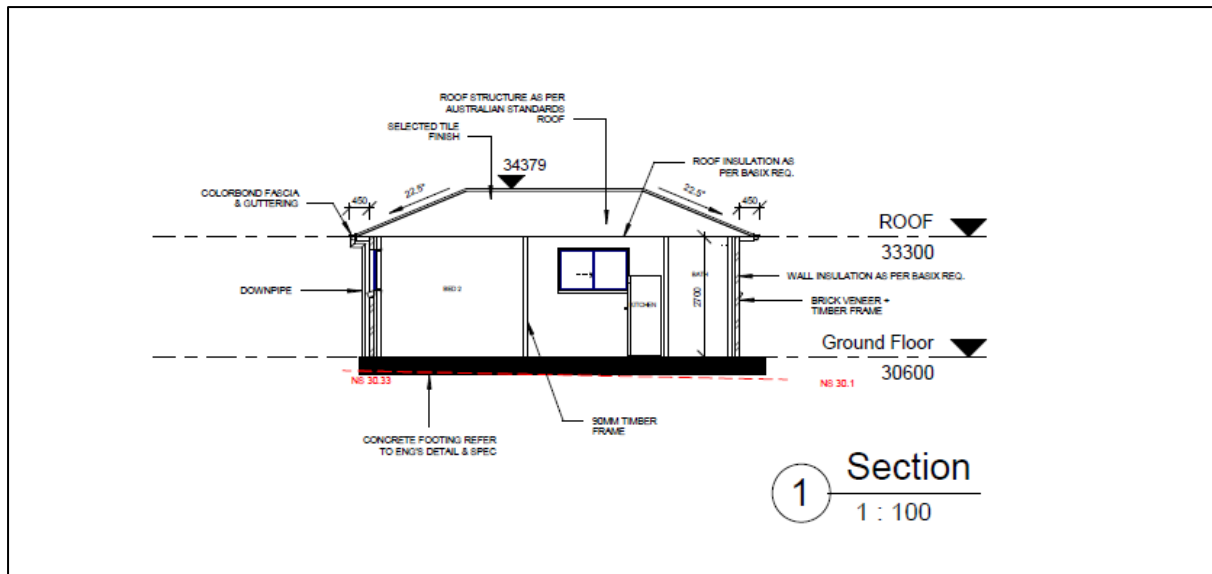 ROOF STRUCTURE AS PER
AUSTRALIAN STANDARDS
ROOF
SELECTED TILE
FINISH
34379
ROOF INSULATION AS
PER BASIX REQ.
COLORBOND FASCIA
& GUTTERING
450
22.5°
22.5°
450
ROOF
33300
WALL INSULATION AS PER BASIX REQ.
DOWNPIPE
BED 2
BATH
KITCHEN
2700
BRICK VENEER +
TIMBER FRAME
Ground Floor
30600
NS 30.33
NS 30.1
90MM TIMBER
FRAME
CONCRETE FOOTING REFER
TO ENG'S DETAIL & SPEC
1
Section
1 : 100